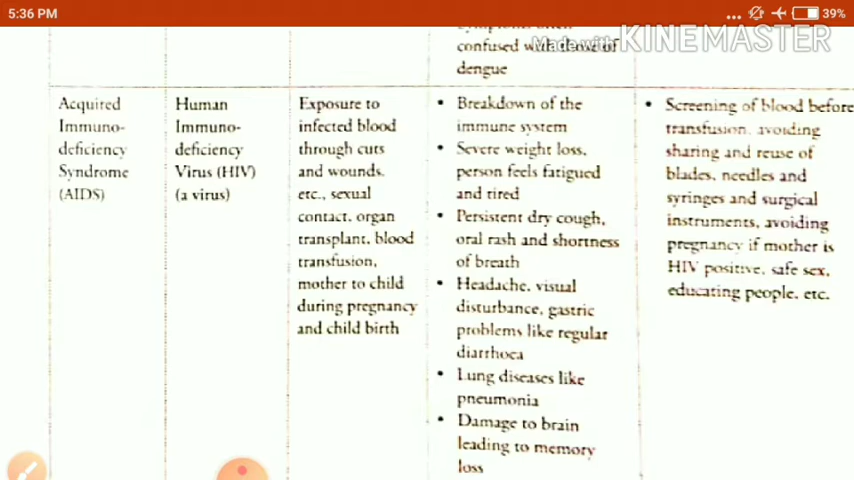 5:36 PM
39%
Made with KINEMASTER
confused
of
dengue
Acquired
Immuno-
deficiency
Syndrome
(AIDS)
Human
Immuno-
deficiency
Virus (HIV)
(a virus)
Exposure to
infected blood
through cuts
and wounds,
etc., sexual
contact, organ
transplant, blood
transfusion,
mother to child
during pregnancy
and child birth
• Breakdown of the
immune system
• Severe weight loss,
person feels fatigued
and tired
• Persistent dry cough,
oral rash and shortness
of breath
• Headache, visual
disturbance, gastric
problems like regular
diarrhoea
• Lung diseases like
pneumonia
• Damage to brain
leading to memory
loss
• Screening of blood before
transfusion, avoiding
sharing and reuse of
blades, needles and
syringes and surgical
instruments, avoiding
pregnancy if mother is
HIV positive, safe sex,
educating people, etc.